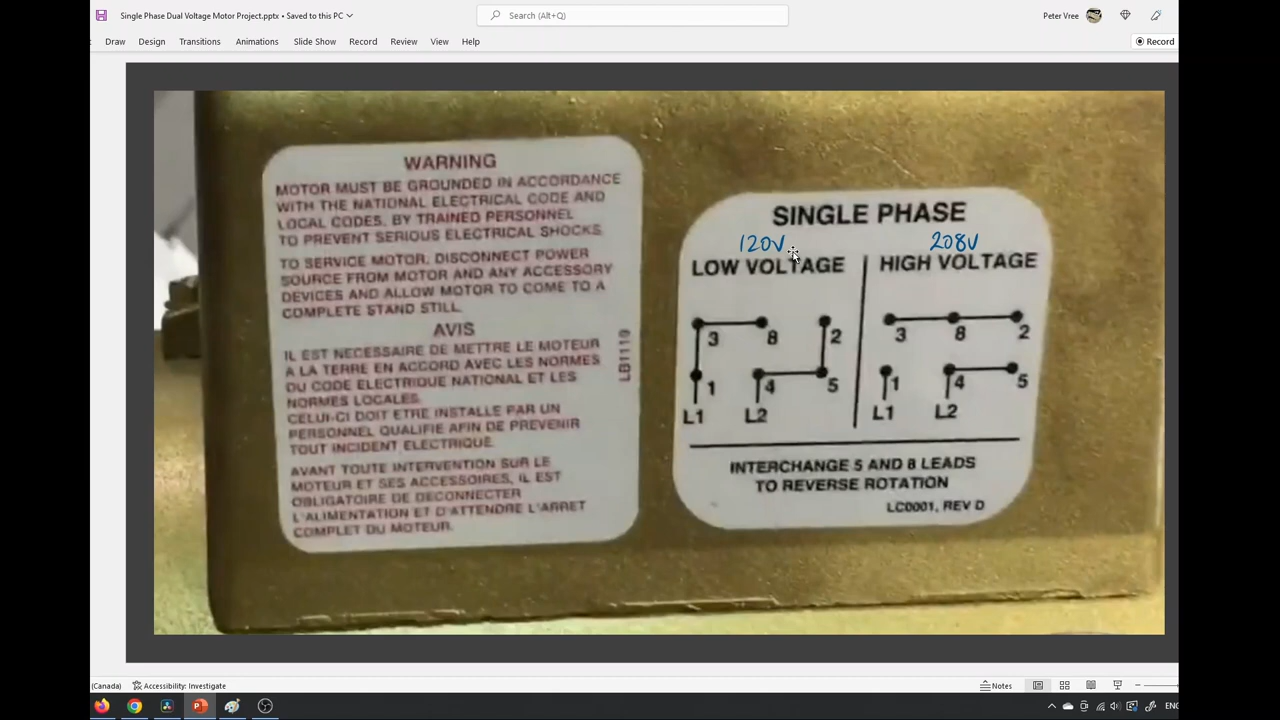 Single Phase Dual Voltage Motor Project.pptx • Saved to this PC
Search (Alt+Q)
Peter Vree
Draw Design Transitions Animations Slide Show Record Review View Help
Record
WARNING
MOTOR MUST BE GROUNDED IN ACCORDANCE
WITH THE NATIONAL ELECTRICAL CODE AND
LOCAL CODES, BY TRAINED PERSONNEL
TO PREVENT SERIOUS ELECTRICAL SHOCKS.
TO SERVICE MOTOR, DISCONNECT POWER
SOURCE FROM MOTOR AND ANY ACCESSORY
DEVICES AND ALLOW MOTOR TO COME TO A
COMPLETE STAND STILL.
AVIS
IL EST NECESSAIRE DE METTRE LE MOTEUR
A LA TERRE EN ACCORD AVEC LES NORMES
DU CODE ELECTRIQUE NATIONAL ET LES
NORMES LOCALES.
CELUI-CI DOIT ETRE INSTALLE PAR UN
PERSONNEL QUALIFIE AFIN DE PREVENIR
TOUT INCIDENT ELECTRIQUE.
AVANT TOUTE INTERVENTION SUR LE
MOTEUR ET SES ACCESSOIRES, IL EST
OBLIGATOIRE DE DECONNECTER
L'ALIMENTATION ET D'ATTENDRE L'ARRET
COMPLET DU MOTEUR.
LB1119
SINGLE PHASE
120V 208V
LOW VOLTAGE HIGH VOLTAGE
3 8 2 3 8 2
1 4 5 1 4 5
L1 L2 L1 L2
INTERCHANGE 5 AND 8 LEADS
TO REVERSE ROTATION
LC0001, REV D
(Canada) Accessibility: Investigate Notes
ENG